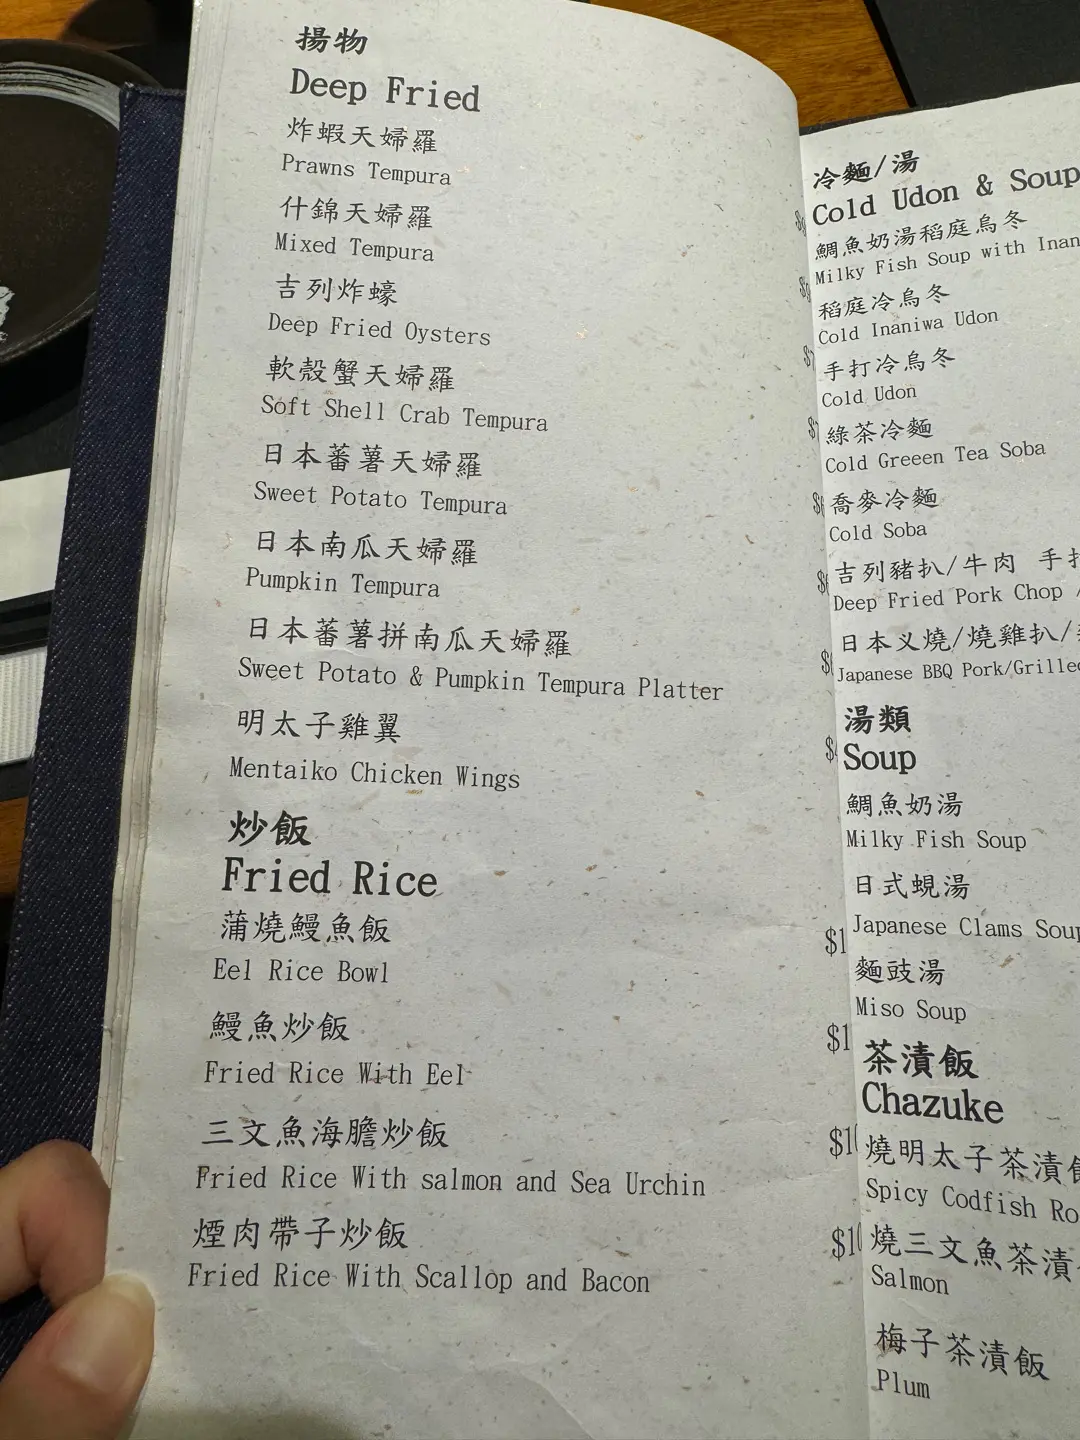 揚物
Deep Fried
炸蝦天婦羅
Prawns Tempura
什錦天婦羅
Mixed Tempura
吉列炸蠔
Deep Fried Oysters
軟殼蟹天婦羅
Soft Shell Crab Tempura
日本蕃薯天婦羅
Sweet Potato Tempura
日本南瓜天婦羅
Pumpkin Tempura
日本蕃薯拼南瓜天婦羅
Sweet Potato & Pumpkin Tempura Platter
明太子雞翼
Mentaiko Chicken Wings
炒飯
Fried Rice
蒲燒鰻魚飯
Eel Rice Bowl
$1
鰻魚炒飯
Fried Rice With Eel
$1
三文魚海膽炒飯
Fried Rice With salmon and Sea Urchin
$1
煙肉帶子炒飯
Fried Rice With Scallop and Bacon
$1
冷麵/湯
Cold Udon & Soup
鯛魚奶湯稻庭烏冬
Milky Fish Soup with
稻庭冷烏冬
Cold Inaniwa Udon
手打冷烏冬
Cold Udon
綠茶冷麵
Cold Greeen Tea Soba
喬麥冷麵
Cold Soba
吉列豬扒/牛肉 手
Deep Fried Pork Chop
日本义燒/燒雞扒/
Japanese BBQ Pork/Grilled
湯類
Soup
鯛魚奶湯
Milky Fish Soup
日式蜆湯
Japanese Clams Soup
麵豉湯
Miso Soup
茶漬飯
Chazuke
燒明太子茶漬
Spicy Codfish
燒三文魚茶漬
Salmon
梅子茶漬飯
Plum